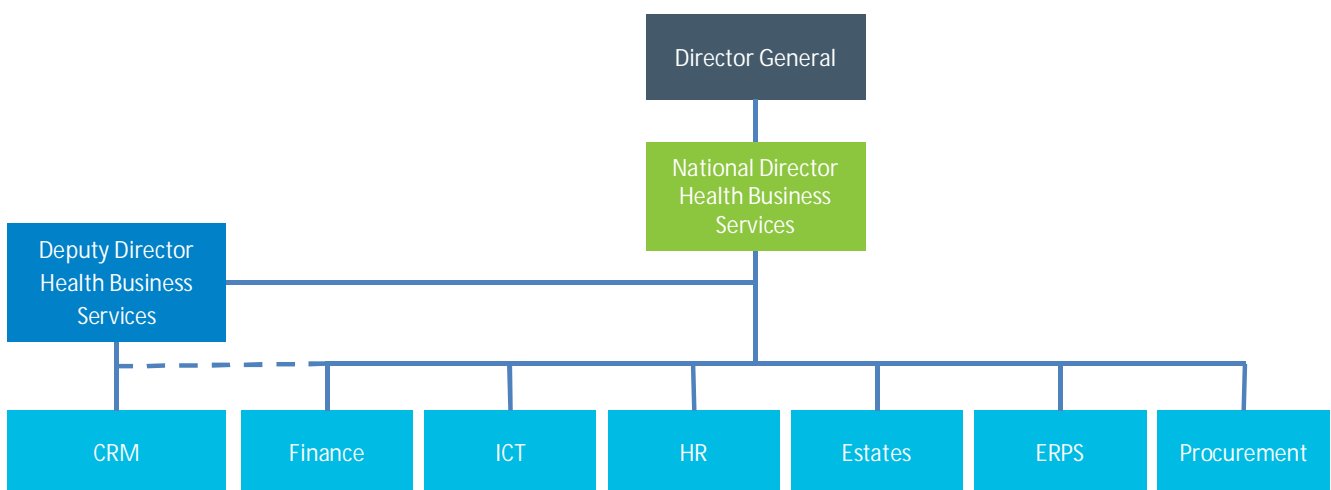 Director General
National Director
Health Business
Services
Deputy Director
Health Business
Services
CRM
Finance
ICT
HR
Estates
ERPS
Procurement